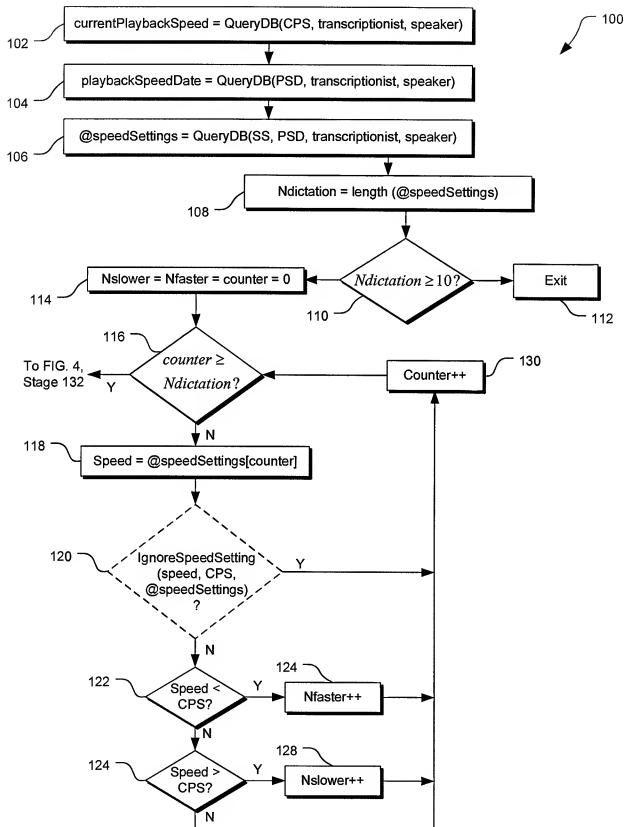 100
currentPlaybackSpeed = QueryDB(CPS, transcriptionist, speaker)
102
playbackSpeedDate = QueryDB(PSD, transcriptionist, speaker)
104
@speedSettings = QueryDB(SS, PSD, transcriptionist, speaker)
106
Ndictation = length (@speedSettings)
108
Ndictation ≥ 10?
110
Exit
112
Nslower = Nfaster = counter = 0
114
116
counter ≥
Ndictation?
To FIG. 4,
Stage 132
Y
Counter++
130
N
118
Speed = @speedSettings[counter]
120
IgnoreSpeedSetting
(speed, CPS,
@speedSettings)
?
Y
N
122
Speed <
CPS?
Y
124
Nfaster++
N
124
Speed >
CPS?
Y
128
Nslower++
N